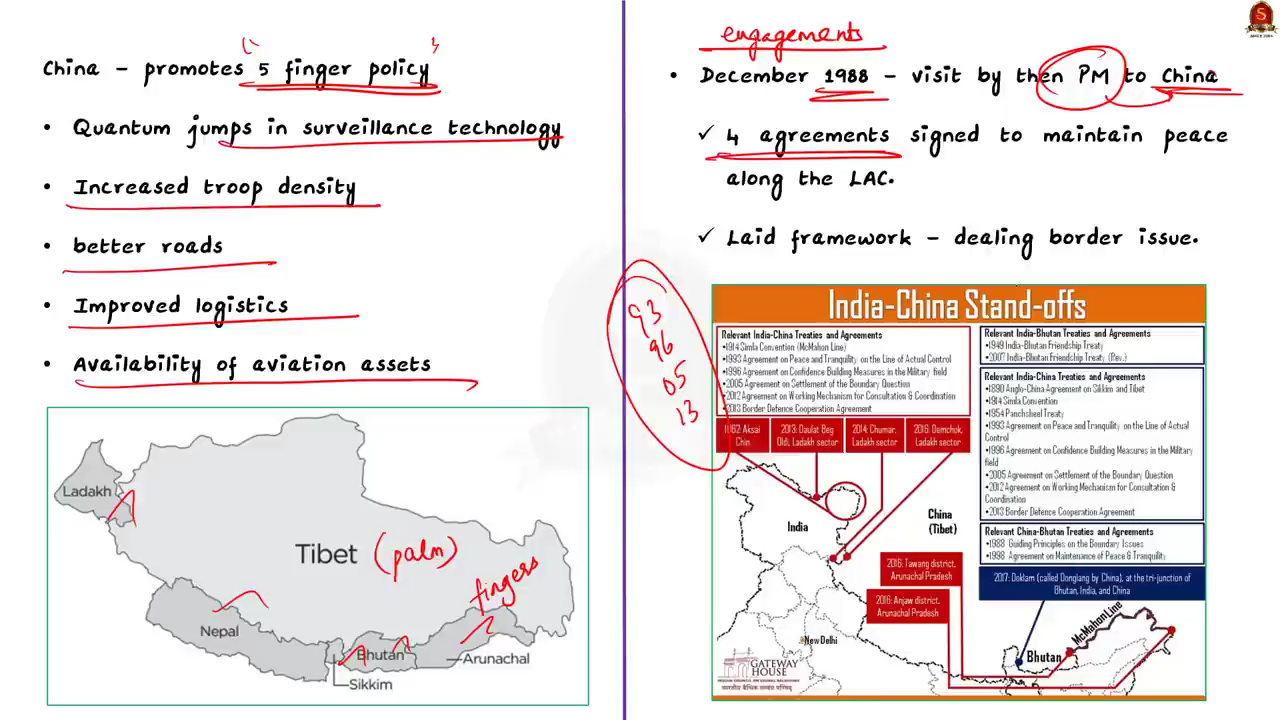 China - promotes 5 finger policy
• Quantum jumps in surveillance technology
• Increased troop density
• better roads
• Improved logistics
• Availability of aviation assets
Ladakh
Tibet (palm)
fingers
Nepal
Bhutan
Arunachal
Sikkim
engagements
• December 1988 - visit by then PM to China
✓ 4 agreements signed to maintain peace
along the LAC.
✓ Laid framework - dealing border issue.
93
96
05
13
India-China Stand-offs
Relevant India-China Treaties and Agreements
•1914 Simla Convention (McMahon Line)
•1993 Agreement on Peace and Tranquility on the Line of Actual Control
•1996 Agreement on Confidence Building Measures in the Military field
•2005 Agreement on Settlement of the Boundary Question
•2012 Agreement on Working Mechanism for Consultation & Coordination
•2013 Border Defence Cooperation Agreement
Relevant India-Bhutan Treaties and Agreements
•1949 India-Bhutan Friendship Treaty
•2007 India-Bhutan Friendship Treaty (Rev.)
Relevant India-China Treaties and Agreements
•1890 Anglo-China Agreement on Sikkim and Tibet
•1914 Simla Convention
•1954 Panchsheel Treaty
•1993 Agreement on Peace and Tranquility on the Line of Actual
Control
•1996 Agreement on Confidence Building Measures in the Military
field
•2005 Agreement on Settlement of the Boundary Question
•2012 Agreement on Working Mechanism for Consultation &
Coordination
•2013 Border Defence Cooperation Agreement
Relevant China-Bhutan Treaties and Agreements
•1988 Guiding Principles on the Boundary Issues
•1998 Agreement on Maintenance of Peace & Tranquility
1962: Aksai
Chin
2013: Daulat Beg
Oldi, Ladakh sector
2014: Chumar,
Ladakh sector
2016: Demchok,
Ladakh sector
India
China
(Tibet)
2016: Tawang district,
Arunachal Pradesh
2016: Anjaw district,
Arunachal Pradesh
2017: Doklam (called Donglang by China), at the tri-junction of
Bhutan, India, and China
McMahon Line
New Delhi
Bhutan
GATEWAY
HOUSE
INDIAN COUNCIL ON GLOBAL RELATIONS